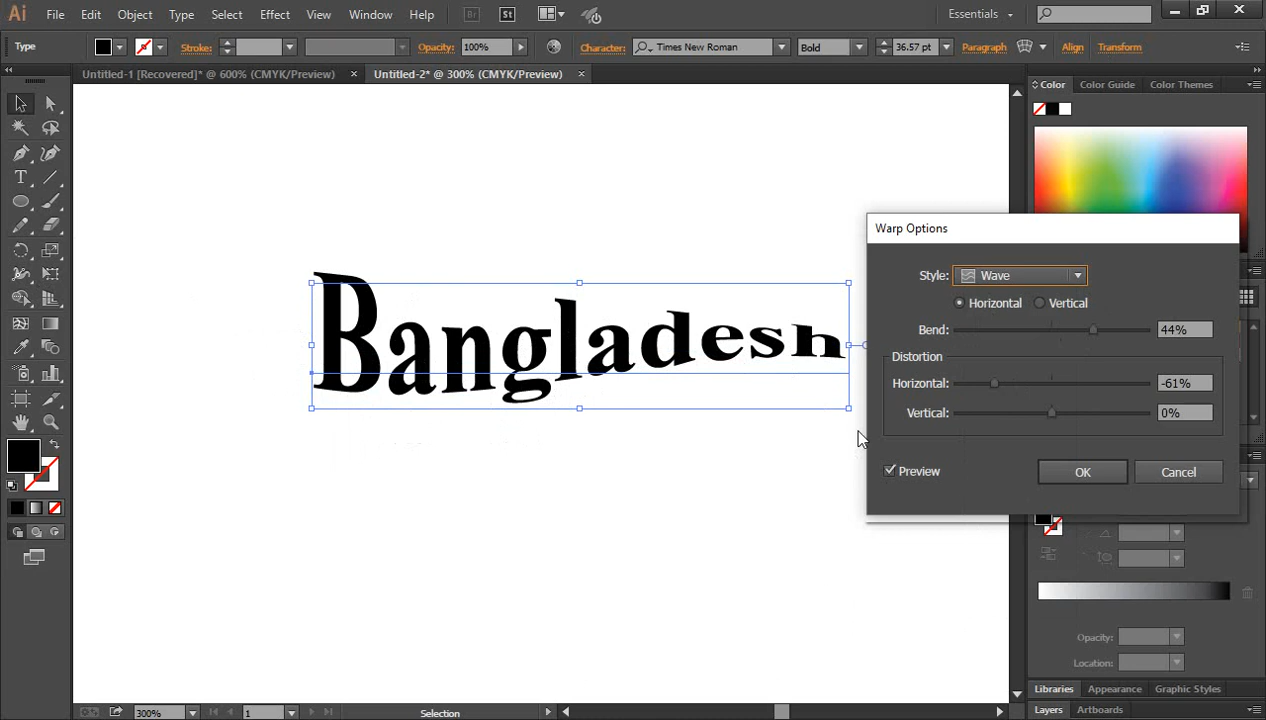 Ai File Edit Object Type Select Effect View Window Help Br St Essentials
Type Stroke: Opacity: 100% Character: Times New Roman Bold 36.57 pt Paragraph Align Transform
Untitled-1 [Recovered]* @ 600% (CMYK/Preview) × Untitled-2* @ 300% (CMYK/Preview) ×
Color Color Guide Color Themes
Warp Options
Style: Wave
Horizontal Vertical
Bend: 44%
Distortion
Horizontal: -61%
Vertical: 0%
Preview OK Cancel
Bangladesh
Opacity:
Location:
Libraries Appearance Graphic Styles
Layers Artboards
300% 1 Selection